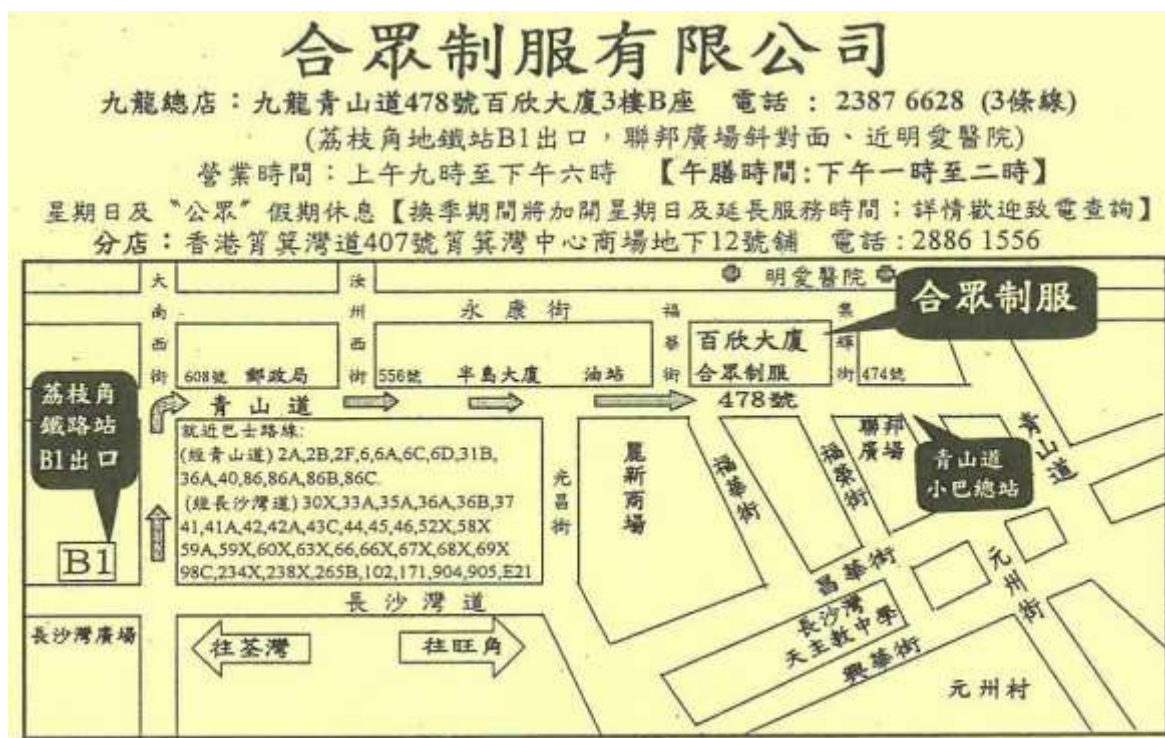 合眾制服有限公司
九龍總店：九龍青山道478號百欣大廈3樓B座 電話 : 2387 6628 (3條線)
(荔枝角地鐵站B1出口，聯邦廣場斜對面、近明愛醫院)
營業時間：上午九時至下午六時 【午膳時間:下午一時至二時】
星期日及〝公眾〞假期休息【換季期間將加開星期日及延長服務時間；詳情歡迎致電查詢】
分店：香港筲箕灣道407號筲箕灣中心商場地下12號舖 電話:2886 1556
明愛醫院
合眾制服
大南西街
汝州西街
永康街
福華街
百欣大廈
合眾制服
集輝街
608號 郵政局
556號 半島大廈 油站
474號
荔枝角
鐵路站
B1出口
青山道
478號
就近巴士路線:
(經青山道) 2A,2B,2F,6,6A,6C,6D,31B,
36A,40,86,86A,86B,86C.
(經長沙灣道) 30X,33A,35A,36A,36B,37
41,41A,42,42A,43C,44,45,46,52X,58X
59A,59X,60X,63X,66,66X,67X,68X,69X
98C,234X,238X,265B,102,171,904,905,E21
B1
光昌街
麗新商場
福華街
福榮街
聯邦
廣場
青山道
小巴總站
青山道
昌華街
元州街
長沙灣道
長沙灣廣場
往荃灣
往旺角
長沙灣
天主教中學
興華街
元州村